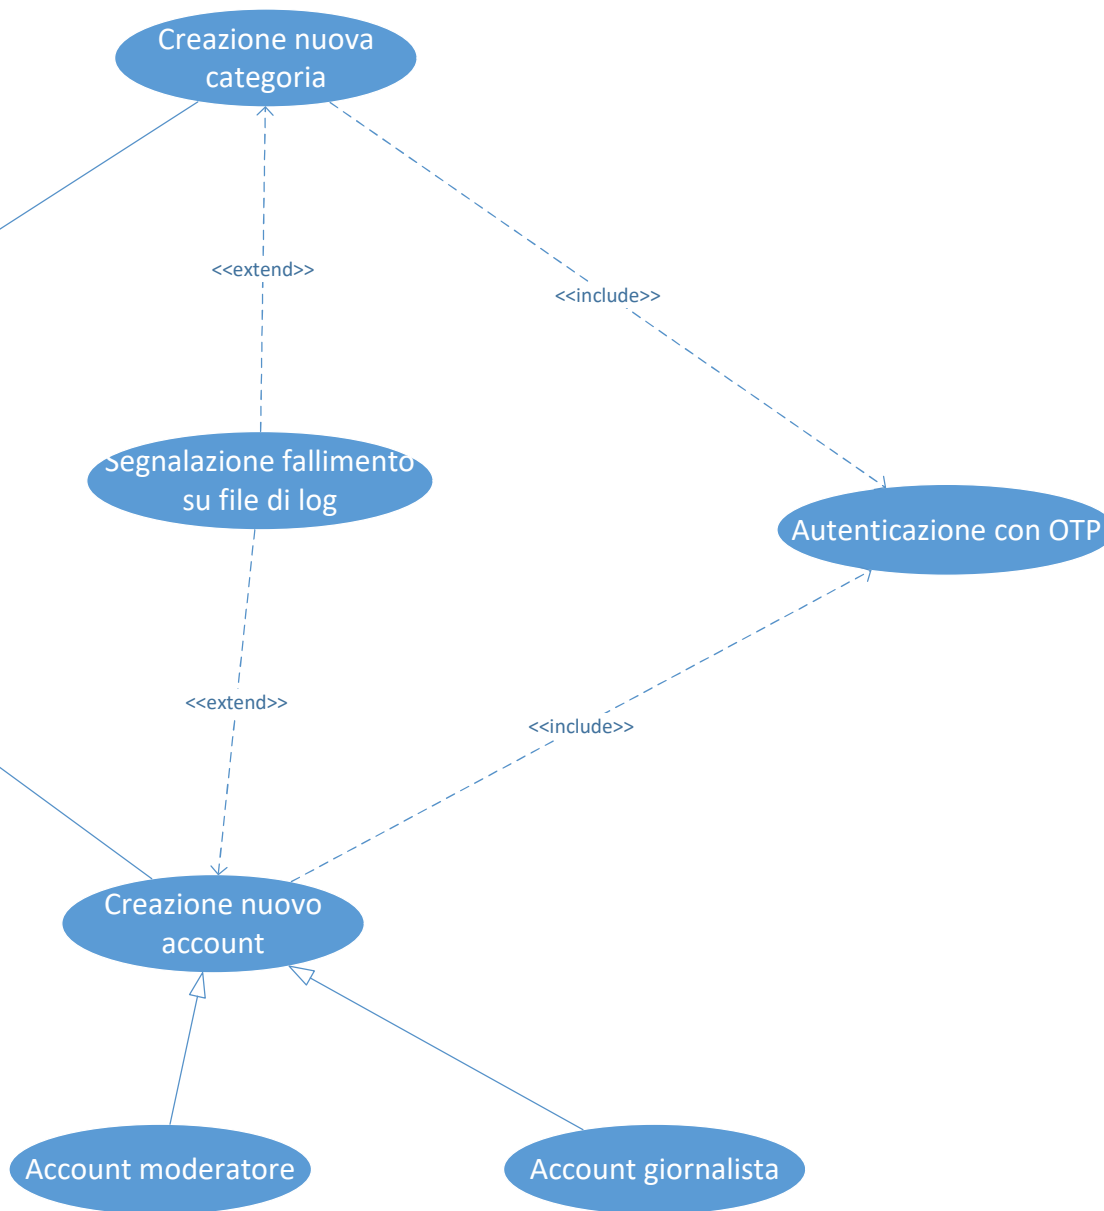 Creazione nuova
categoria
<<extend>>
<<include>>
Segnalazione fallimento
su file di log
Autenticazione con OTP
<<extend>>
<<include>>
Creazione nuovo
account
Account moderatore
Account giornalista